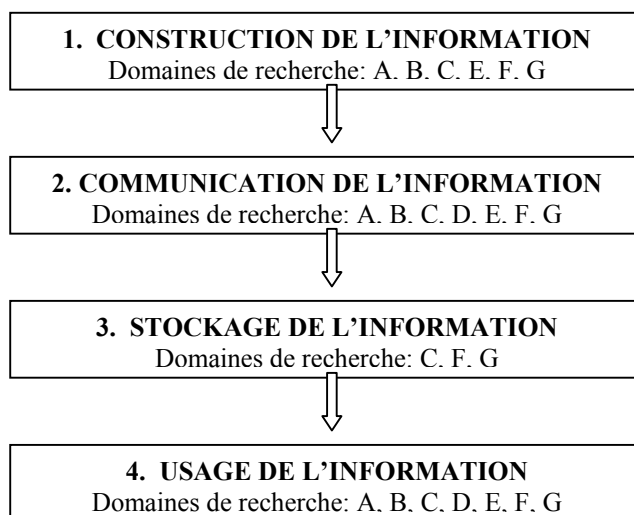 1. CONSTRUCTION DE L’INFORMATION
Domaines de recherche: A, B, C, E, F, G
2. COMMUNICATION DE L’INFORMATION
Domaines de recherche: A, B, C, D, E, F, G
3. STOCKAGE DE L’INFORMATION
Domaines de recherche: C, F, G
4. USAGE DE L’INFORMATION
Domaines de recherche: A, B, C, D, E, F, G